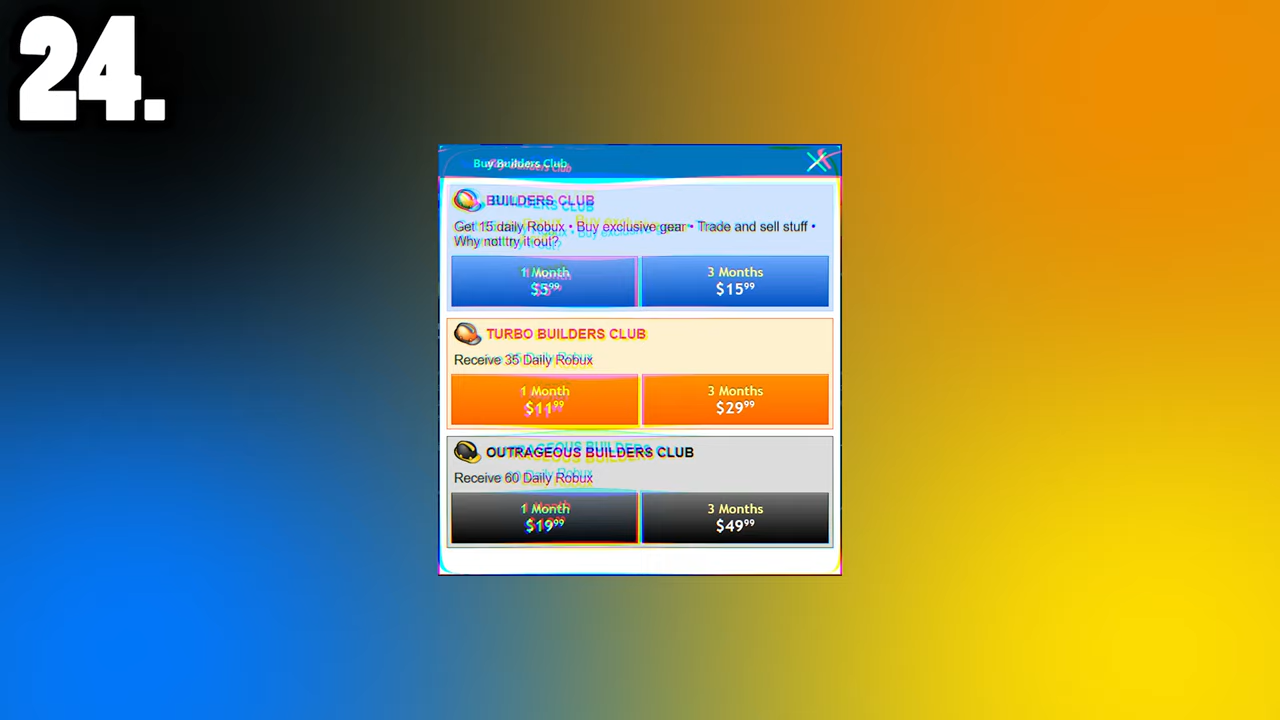 24.
Buy Builders Club
BUILDERS CLUB
Get 15 daily Robux • Buy exclusive gear • Trade and sell stuff •
Why not try it out?
1 Month 3 Months
$5.99 $15.99
TURBO BUILDERS CLUB
Receive 35 Daily Robux
1 Month 3 Months
$11.99 $29.99
OUTRAGEOUS BUILDERS CLUB
Receive 60 Daily Robux
1 Month 3 Months
$19.99 $49.99